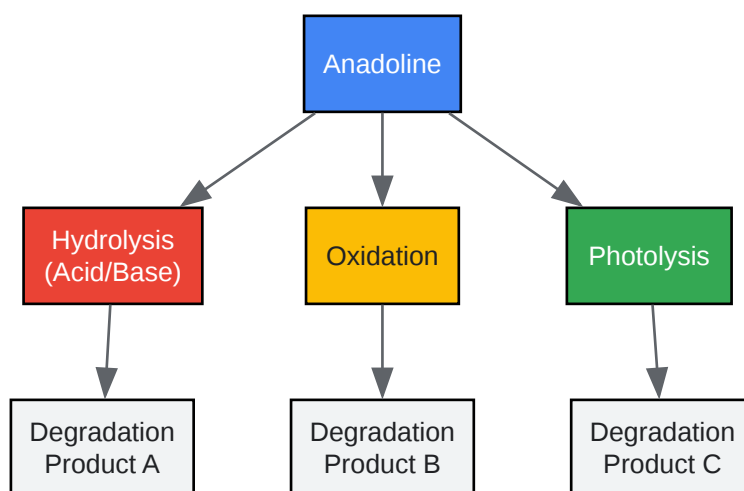 Anadoline
Hydrolysis
(Acid/Base)
Oxidation
Photolysis
Degradation
Product A
Degradation
Product B
Degradation
Product C